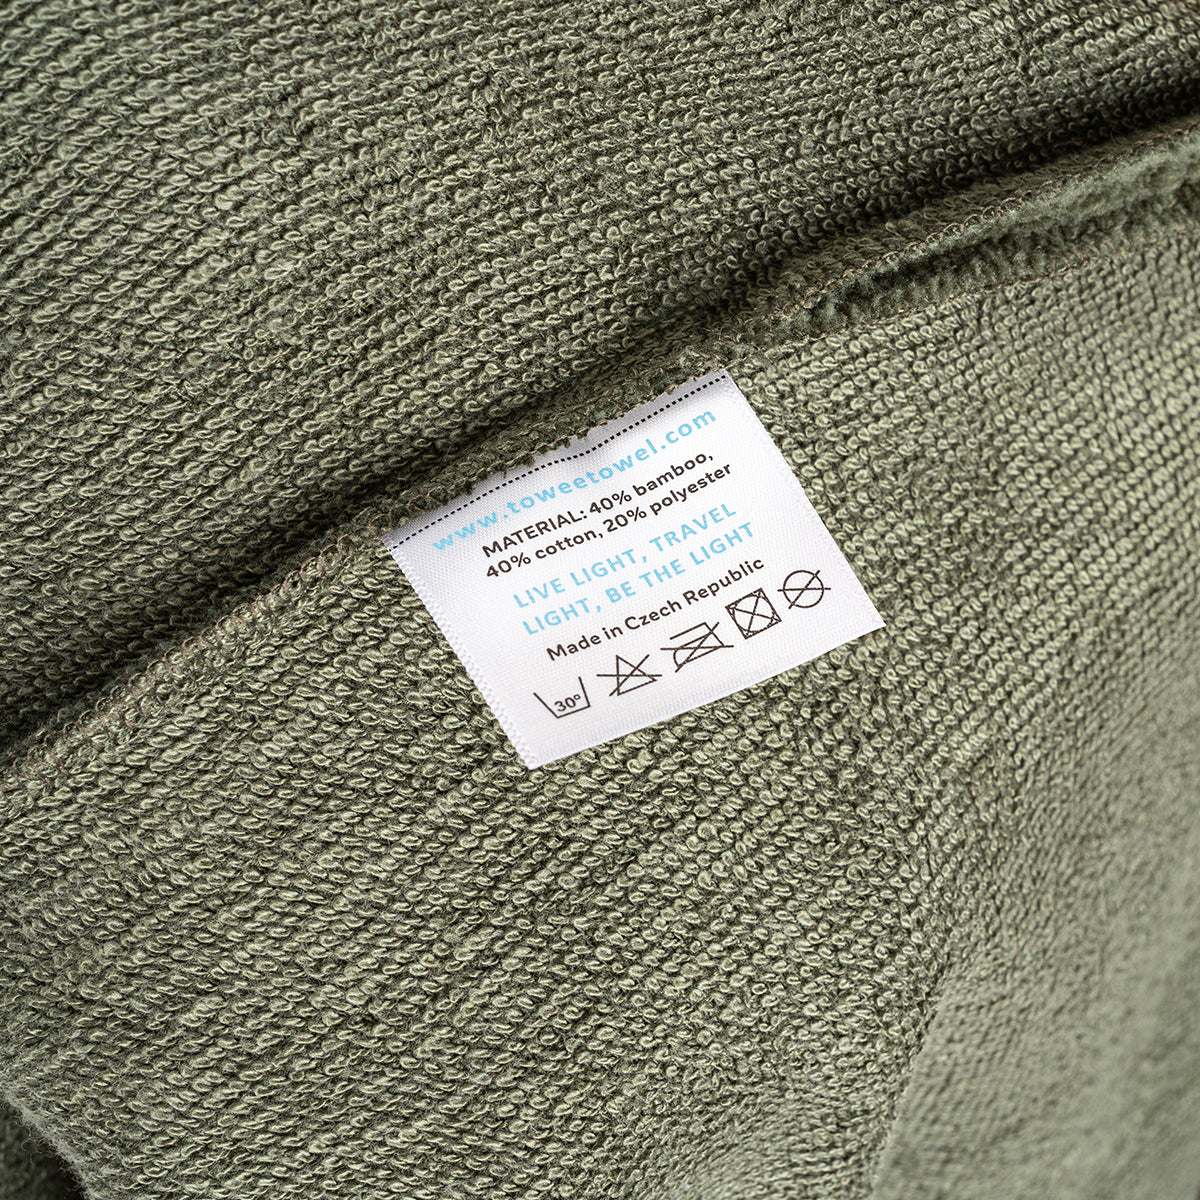 www.toweetowel.com
MATERIAL: 40% bamboo,
40% cotton, 20% polyester
LIVE LIGHT, TRAVEL
LIGHT, BE THE LIGHT
Made in Czech Republic
30°